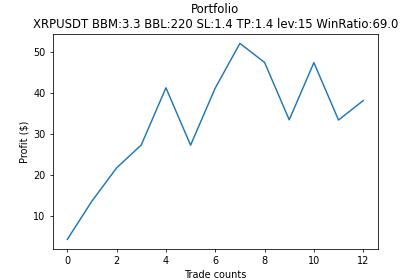 Portfolio
XRPUSDT BBM:3.3 BBL:220 SL:1.4 TP:1.4 lev:15 WinRatio:69.0
50
40
30
20
10
Profit ($)
0 2 4 6 8 10 12
Trade counts